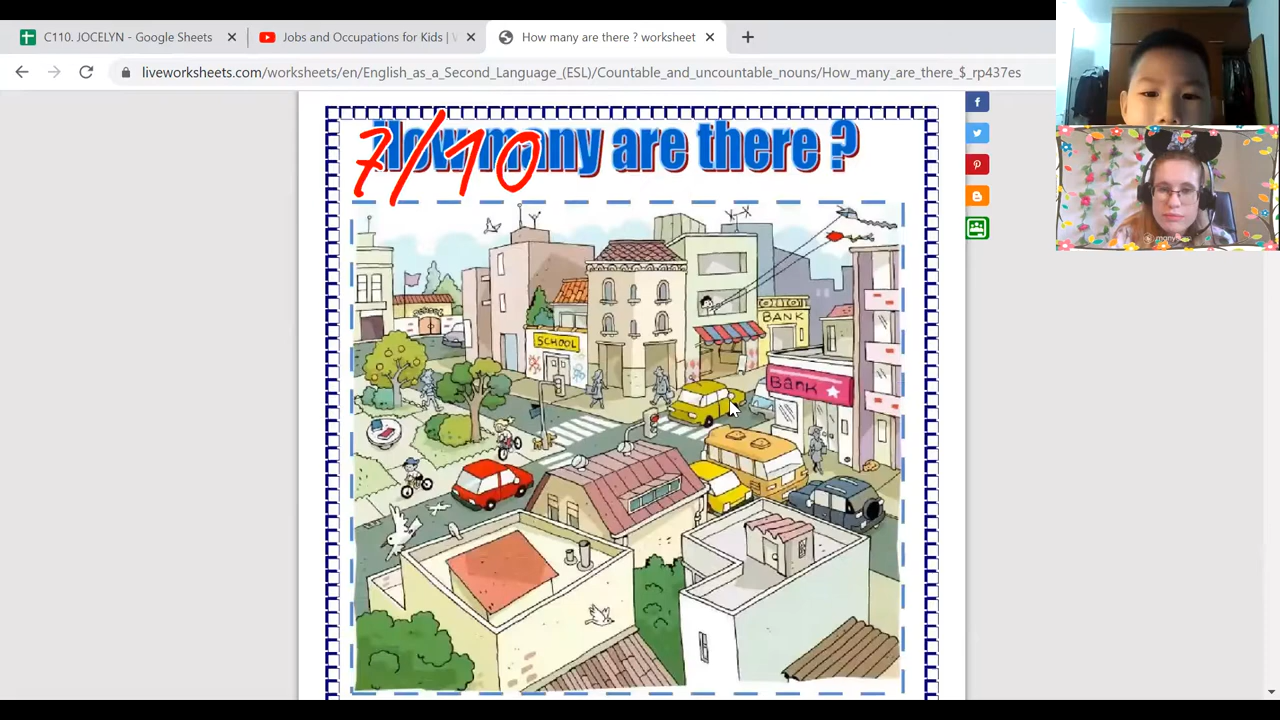 C110. JOCELYN - Google Sheets
Jobs and Occupations for Kids |
How many are there ? worksheet
liveworksheets.com/worksheets/en/English_as_a_Second_Language_(ESL)/Countable_and_uncountable_nouns/How_many_are_there_$_rp437es
How many are there ?
7/10
SCHOOL
BANK
SCHOOL
BANK